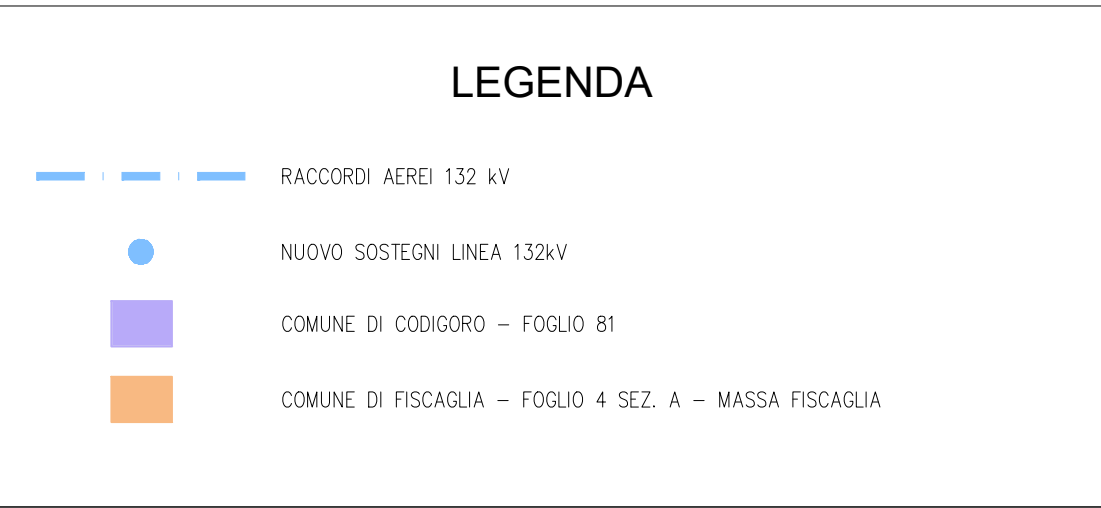 LEGENDA
RACCORDI AEREI 132 kV
NUOVO SOSTEGNI LINEA 132kV
COMUNE DI CODIGORO – FOGLIO 81
COMUNE DI FISCAGLIA – FOGLIO 4 SEZ. A – MASSA FISCAGLIA